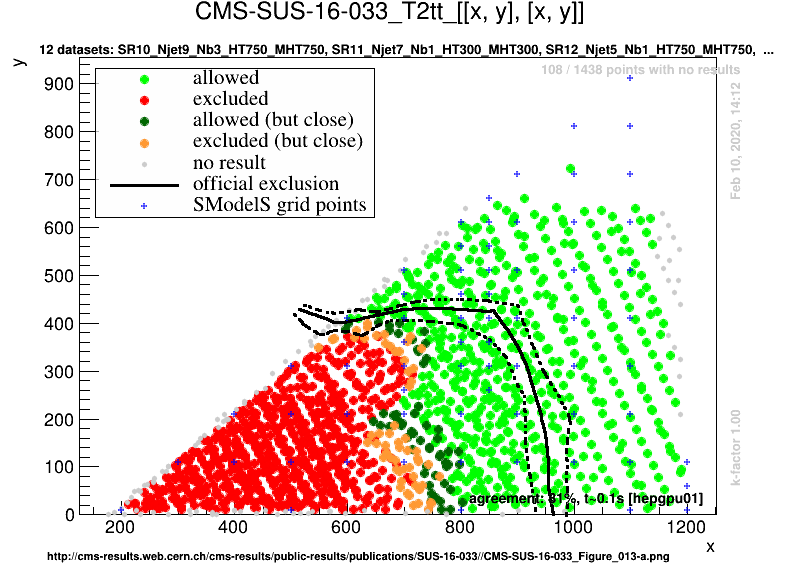 CMS-SUS-16-033_T2tt_[[x, y], [x, y]]
12 datasets: SR10_Njet9_Nb3_HT750_MHT750, SR11_Njet7_Nb1_HT300_MHT300, SR12_Njet5_Nb1_HT750_MHT750, ...
y
108 / 1438 points with no results
allowed
excluded
allowed (but close)
excluded (but close)
no result
official exclusion
SModelS grid points
Feb 10, 2020, 14:12
k-factor 1.00
900
800
700
600
500
400
300
200
100
0
agreement: 81%, t~0.1s [hepgpu01]
200 400 600 800 1000 1200
x
http://cms-results.web.cern.ch/cms-results/public-results/publications/SUS-16-033//CMS-SUS-16-033_Figure_013-a.png